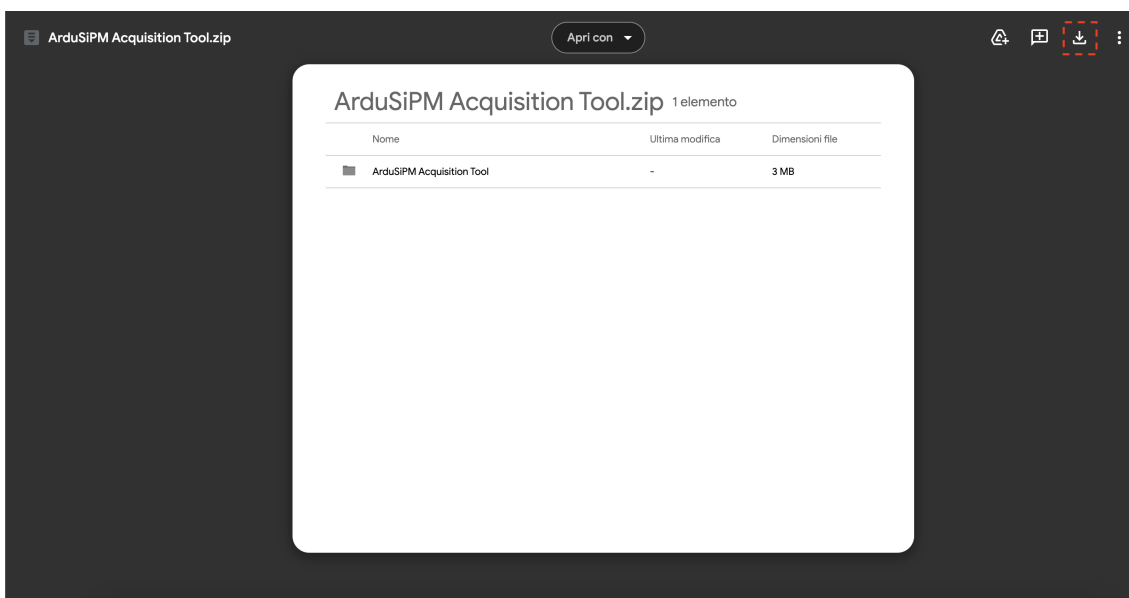 ArduSiPM Acquisition Tool.zip
Apri con
ArduSiPM Acquisition Tool.zip 1 elemento
Nome Ultima modifica Dimensioni file
ArduSiPM Acquisition Tool - 3 MB